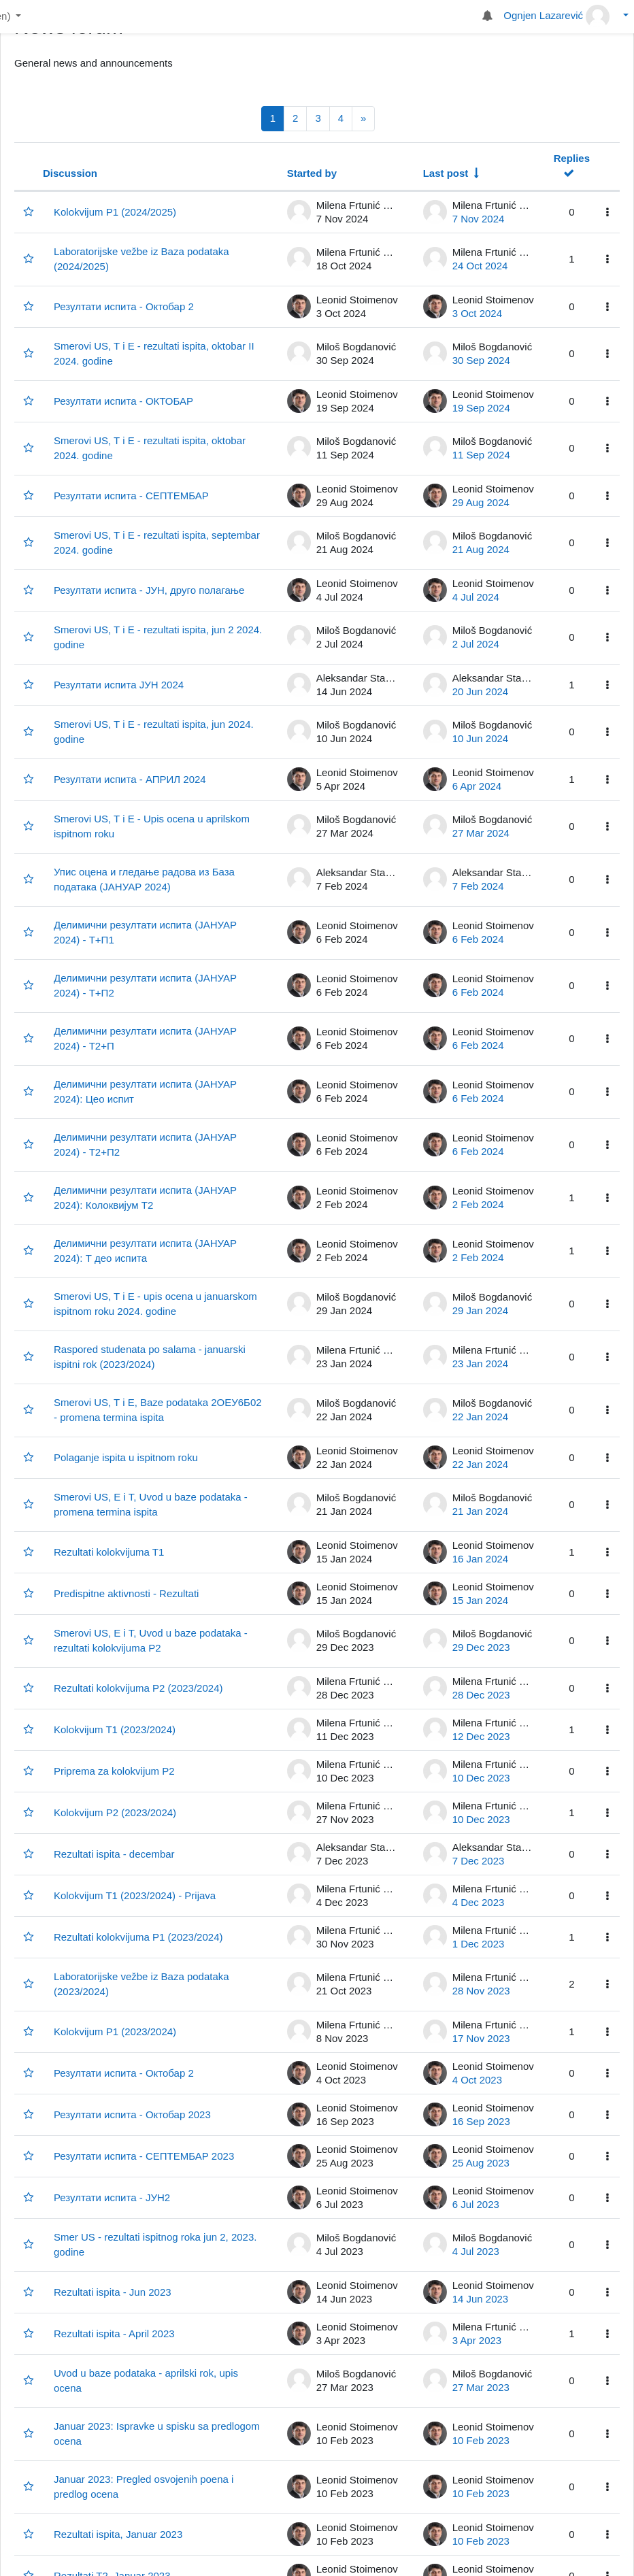 en)
Ognjen Lazarević
News forum
General news and announcements
1 2 3 4 »
Replies
Discussion Started by Last post
Kolokvijum P1 (2024/2025) Milena Frtunić … 7 Nov 2024 Milena Frtunić … 7 Nov 2024 0
Laboratorijske vežbe iz Baza podataka
(2024/2025) Milena Frtunić … 18 Oct 2024 Milena Frtunić … 24 Oct 2024 1
Резултати испита - Октобар 2 Leonid Stoimenov 3 Oct 2024 Leonid Stoimenov 3 Oct 2024 0
Smerovi US, T i E - rezultati ispita, oktobar II
2024. godine Miloš Bogdanović 30 Sep 2024 Miloš Bogdanović 30 Sep 2024 0
Резултати испита - ОКТОБАР Leonid Stoimenov 19 Sep 2024 Leonid Stoimenov 19 Sep 2024 0
Smerovi US, T i E - rezultati ispita, oktobar
2024. godine Miloš Bogdanović 11 Sep 2024 Miloš Bogdanović 11 Sep 2024 0
Резултати испита - СЕПТЕМБАР Leonid Stoimenov 29 Aug 2024 Leonid Stoimenov 29 Aug 2024 0
Smerovi US, T i E - rezultati ispita, septembar
2024. godine Miloš Bogdanović 21 Aug 2024 Miloš Bogdanović 21 Aug 2024 0
Резултати испита - ЈУН, друго полагање Leonid Stoimenov 4 Jul 2024 Leonid Stoimenov 4 Jul 2024 0
Smerovi US, T i E - rezultati ispita, jun 2 2024.
godine Miloš Bogdanović 2 Jul 2024 Miloš Bogdanović 2 Jul 2024 0
Резултати испита ЈУН 2024 Aleksandar Sta… 14 Jun 2024 Aleksandar Sta… 20 Jun 2024 1
Smerovi US, T i E - rezultati ispita, jun 2024.
godine Miloš Bogdanović 10 Jun 2024 Miloš Bogdanović 10 Jun 2024 0
Резултати испита - АПРИЛ 2024 Leonid Stoimenov 5 Apr 2024 Leonid Stoimenov 6 Apr 2024 1
Smerovi US, T i E - Upis ocena u aprilskom
ispitnom roku Miloš Bogdanović 27 Mar 2024 Miloš Bogdanović 27 Mar 2024 0
Упис оцена и гледање радова из База
података (ЈАНУАР 2024) Aleksandar Sta… 7 Feb 2024 Aleksandar Sta… 7 Feb 2024 0
Делимични резултати испита (ЈАНУАР
2024) - Т+П1 Leonid Stoimenov 6 Feb 2024 Leonid Stoimenov 6 Feb 2024 0
Делимични резултати испита (ЈАНУАР
2024) - Т+П2 Leonid Stoimenov 6 Feb 2024 Leonid Stoimenov 6 Feb 2024 0
Делимични резултати испита (ЈАНУАР
2024) - Т2+П Leonid Stoimenov 6 Feb 2024 Leonid Stoimenov 6 Feb 2024 0
Делимични резултати испита (ЈАНУАР
2024): Цео испит Leonid Stoimenov 6 Feb 2024 Leonid Stoimenov 6 Feb 2024 0
Делимични резултати испита (ЈАНУАР
2024) - Т2+П2 Leonid Stoimenov 6 Feb 2024 Leonid Stoimenov 6 Feb 2024 0
Делимични резултати испита (ЈАНУАР
2024): Колоквијум Т2 Leonid Stoimenov 2 Feb 2024 Leonid Stoimenov 2 Feb 2024 1
Делимични резултати испита (ЈАНУАР
2024): Т део испита Leonid Stoimenov 2 Feb 2024 Leonid Stoimenov 2 Feb 2024 1
Smerovi US, T i E - upis ocena u januarskom
ispitnom roku 2024. godine Miloš Bogdanović 29 Jan 2024 Miloš Bogdanović 29 Jan 2024 0
Raspored studenata po salama - januarski
ispitni rok (2023/2024) Milena Frtunić … 23 Jan 2024 Milena Frtunić … 23 Jan 2024 0
Smerovi US, T i E, Baze podataka 2ОЕУ6Б02
- promena termina ispita Miloš Bogdanović 22 Jan 2024 Miloš Bogdanović 22 Jan 2024 0
Polaganje ispita u ispitnom roku Leonid Stoimenov 22 Jan 2024 Leonid Stoimenov 22 Jan 2024 0
Smerovi US, E i T, Uvod u baze podataka -
promena termina ispita Miloš Bogdanović 21 Jan 2024 Miloš Bogdanović 21 Jan 2024 0
Rezultati kolokvijuma T1 Leonid Stoimenov 15 Jan 2024 Leonid Stoimenov 16 Jan 2024 1
Predispitne aktivnosti - Rezultati Leonid Stoimenov 15 Jan 2024 Leonid Stoimenov 15 Jan 2024 0
Smerovi US, E i T, Uvod u baze podataka -
rezultati kolokvijuma P2 Miloš Bogdanović 29 Dec 2023 Miloš Bogdanović 29 Dec 2023 0
Rezultati kolokvijuma P2 (2023/2024) Milena Frtunić … 28 Dec 2023 Milena Frtunić … 28 Dec 2023 0
Kolokvijum T1 (2023/2024) Milena Frtunić … 11 Dec 2023 Milena Frtunić … 12 Dec 2023 1
Priprema za kolokvijum P2 Milena Frtunić … 10 Dec 2023 Milena Frtunić … 10 Dec 2023 0
Kolokvijum P2 (2023/2024) Milena Frtunić … 27 Nov 2023 Milena Frtunić … 10 Dec 2023 1
Rezultati ispita - decembar Aleksandar Sta… 7 Dec 2023 Aleksandar Sta… 7 Dec 2023 0
Kolokvijum T1 (2023/2024) - Prijava Milena Frtunić … 4 Dec 2023 Milena Frtunić … 4 Dec 2023 0
Rezultati kolokvijuma P1 (2023/2024) Milena Frtunić … 30 Nov 2023 Milena Frtunić … 1 Dec 2023 1
Laboratorijske vežbe iz Baza podataka
(2023/2024) Milena Frtunić … 21 Oct 2023 Milena Frtunić … 28 Nov 2023 2
Kolokvijum P1 (2023/2024) Milena Frtunić … 8 Nov 2023 Milena Frtunić … 17 Nov 2023 1
Резултати испита - Октобар 2 Leonid Stoimenov 4 Oct 2023 Leonid Stoimenov 4 Oct 2023 0
Резултати испита - Октобар 2023 Leonid Stoimenov 16 Sep 2023 Leonid Stoimenov 16 Sep 2023 0
Резултати испита - СЕПТЕМБАР 2023 Leonid Stoimenov 25 Aug 2023 Leonid Stoimenov 25 Aug 2023 0
Резултати испита - ЈУН2 Leonid Stoimenov 6 Jul 2023 Leonid Stoimenov 6 Jul 2023 0
Smer US - rezultati ispitnog roka jun 2, 2023.
godine Miloš Bogdanović 4 Jul 2023 Miloš Bogdanović 4 Jul 2023 0
Rezultati ispita - Jun 2023 Leonid Stoimenov 14 Jun 2023 Leonid Stoimenov 14 Jun 2023 0
Rezultati ispita - April 2023 Leonid Stoimenov 3 Apr 2023 Milena Frtunić … 3 Apr 2023 1
Uvod u baze podataka - aprilski rok, upis
ocena Miloš Bogdanović 27 Mar 2023 Miloš Bogdanović 27 Mar 2023 0
Januar 2023: Ispravke u spisku sa predlogom
ocena Leonid Stoimenov 10 Feb 2023 Leonid Stoimenov 10 Feb 2023 0
Januar 2023: Pregled osvojenih poena i
predlog ocena Leonid Stoimenov 10 Feb 2023 Leonid Stoimenov 10 Feb 2023 0
Rezultati ispita, Januar 2023 Leonid Stoimenov 10 Feb 2023 Leonid Stoimenov 10 Feb 2023 0
Rezultati T2, Januar 2023 Leonid Stoimenov Leonid Stoimenov 0